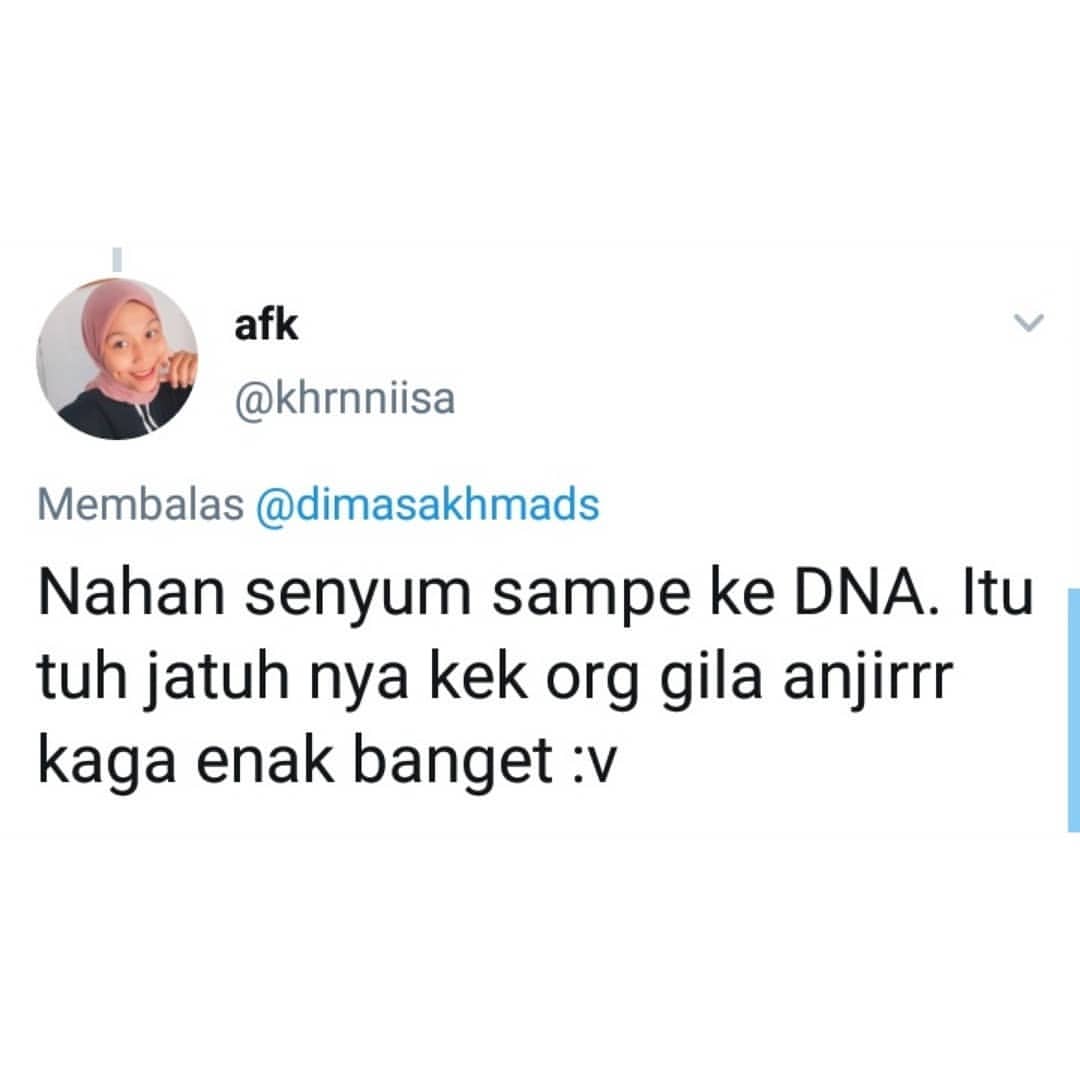 afk
@khrnniisa
Membalas @dimasakhmads
Nahan senyum sampe ke DNA. Itu
tuh jatuh nya kek org gila anjirrr
kaga enak banget :v